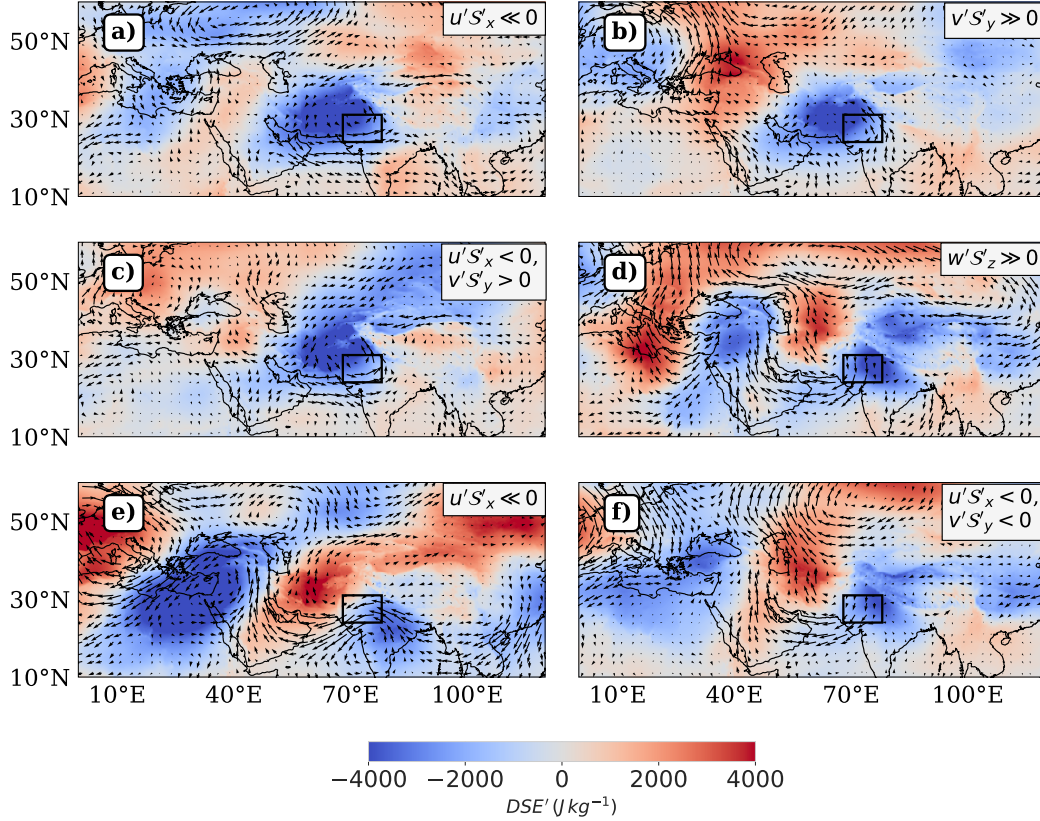 a) u'S'x ≪ 0
b) v'S'y ≫ 0
50°N
30°N
10°N
c) u'S'x < 0,
v'S'y > 0
d) w'S'z ≫ 0
50°N
30°N
10°N
e) u'S'x ≪ 0
f) u'S'x < 0,
v'S'y < 0
50°N
30°N
10°N
10°E 40°E 70°E 100°E
10°E 40°E 70°E 100°E
−4000 −2000 0 2000 4000
DSE' (J kg⁻¹)